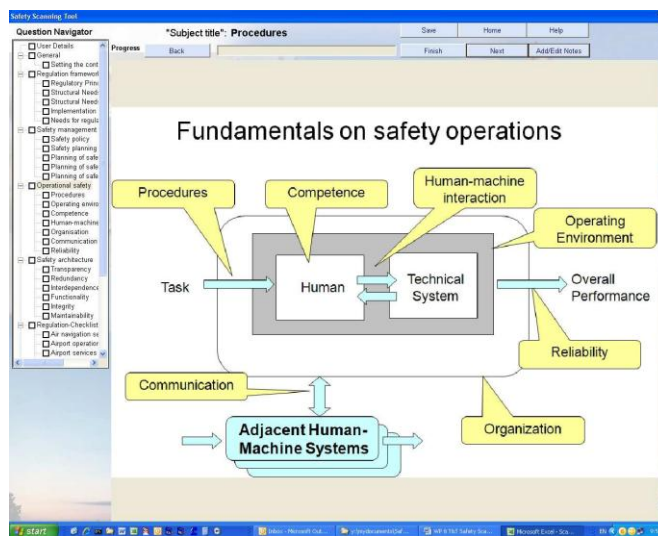 Safety Scanning Tool
Question Navigator
"Subject title": Procedures
Save
Home
Help
Progress
Back
Finish
Next
Add/Edit Notes
User Details
General
Setting the cont
Regulation framework
Regulatory Princ
Structural Need
Structural Need
Implementation
Needs for regula
Safety management
Safety policy
Safety planning
Planning of safe
Planning of safe
Planning of safe
Operational safety
Procedures
Operating enviro
Competence
Human-machine
Organisation
Communication
Reliability
Safety architecture
Transparency
Redundancy
Interdependence
Functionality
Integrity
Maintainability
Regulation-Checklist
Air navigation se
Airport operation
Airport services
Fundamentals on safety operations
Procedures
Competence
Human-machine
interaction
Operating
Environment
Task
Human
Technical
System
Overall
Performance
Reliability
Communication
Organization
Adjacent Human-
Machine Systems
start
Inbox - Microsoft Out...
Microsoft Excel - Sca...
EN